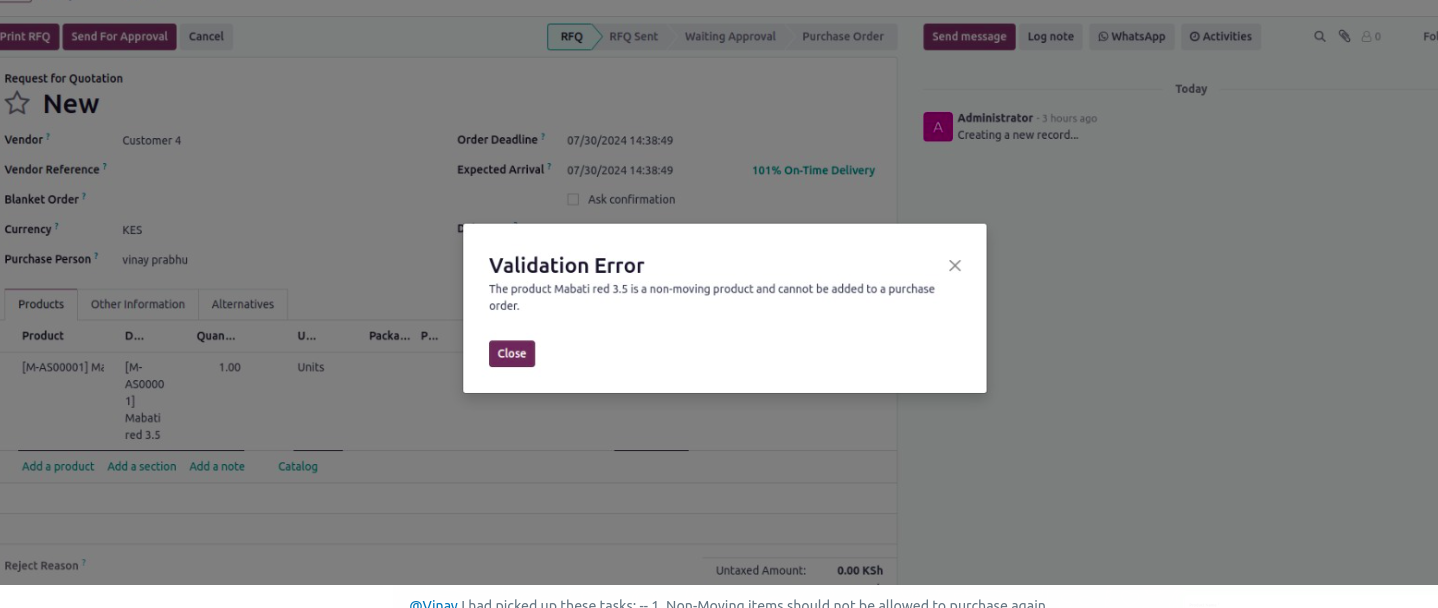 Print RFQ Send For Approval Cancel RFQ RFQ Sent Waiting Approval Purchase Order Send message Log note WhatsApp Activities 0
Request for Quotation
New
Today
Administrator - 3 hours ago
A
Creating a new record...
Vendor ? Customer 4 Order Deadline ? 07/30/2024 14:38:49
Vendor Reference ? Expected Arrival ? 07/30/2024 14:38:49 101% On-Time Delivery
Blanket Order ? Ask confirmation
Currency ? KES
Purchase Person ? vinay prabhu
Validation Error
The product Mabati red 3.5 is a non-moving product and cannot be added to a purchase
order.
Close
Products Other Information Alternatives
Product D... Quan... U... Packa... P...
[M-AS00001] Ma [M- 1.00 Units
AS0000
1]
Mabati
red 3.5
Add a product Add a section Add a note Catalog
Reject Reason ? Untaxed Amount: 0.00 KSh
@Vinay I had picked up these tasks: -- 1. Non-Moving items should not be allowed to purchase again